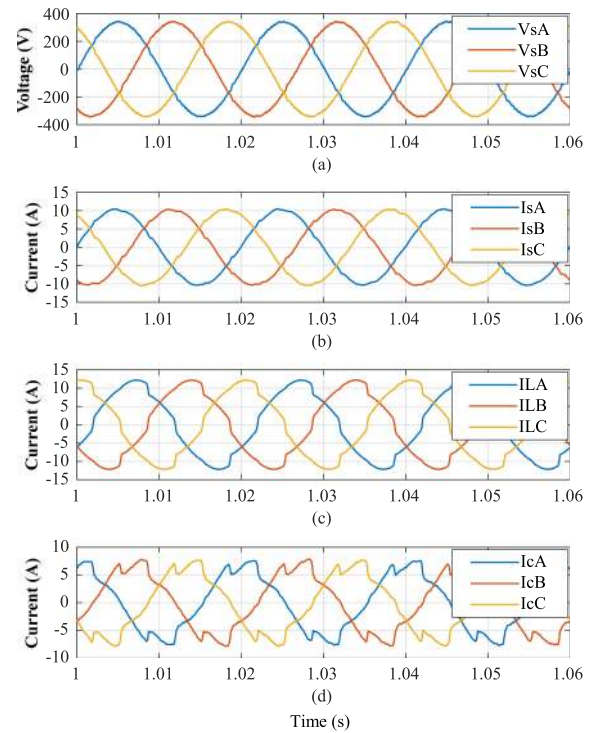 400
200
0
-200
-400
Voltage (V)
VsA
VsB
VsC
1 1.01 1.02 1.03 1.04 1.05 1.06
(a)
15
10
5
0
-5
-10
-15
Current (A)
IsA
IsB
IsC
1 1.01 1.02 1.03 1.04 1.05 1.06
(b)
15
10
5
0
-5
-10
-15
Current (A)
ILA
ILB
ILC
1 1.01 1.02 1.03 1.04 1.05 1.06
(c)
10
5
0
-5
-10
Current (A)
IcA
IcB
IcC
1 1.01 1.02 1.03 1.04 1.05 1.06
(d)
Time (s)